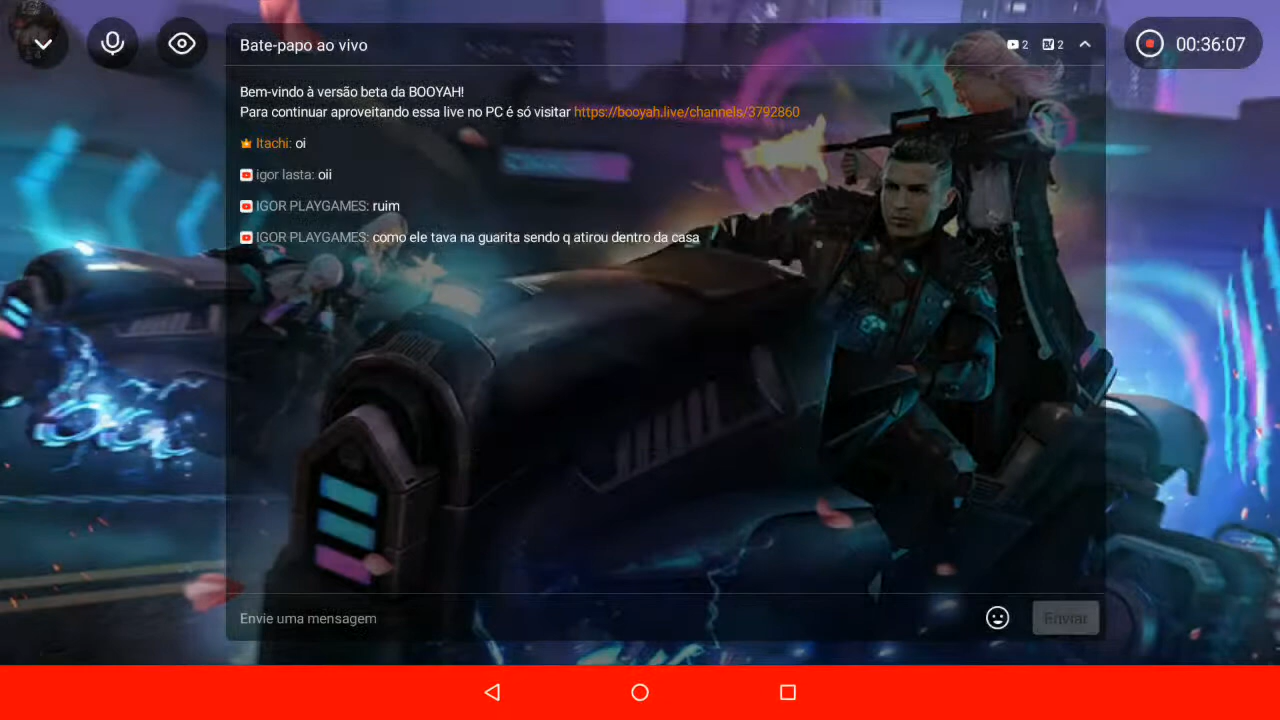 Bate-papo ao vivo
2
2
00:36:07
Bem-vindo à versão beta da BOOYAH!
Para continuar aproveitando essa live no PC é só visitar https://booyah.live/channels/3792860
Itachi: oi
igor lasta: oii
IGOR PLAYGAMES: ruim
IGOR PLAYGAMES: como ele tava na guarita sendo q atirou dentro da casa
Envie uma mensagem
Enviar